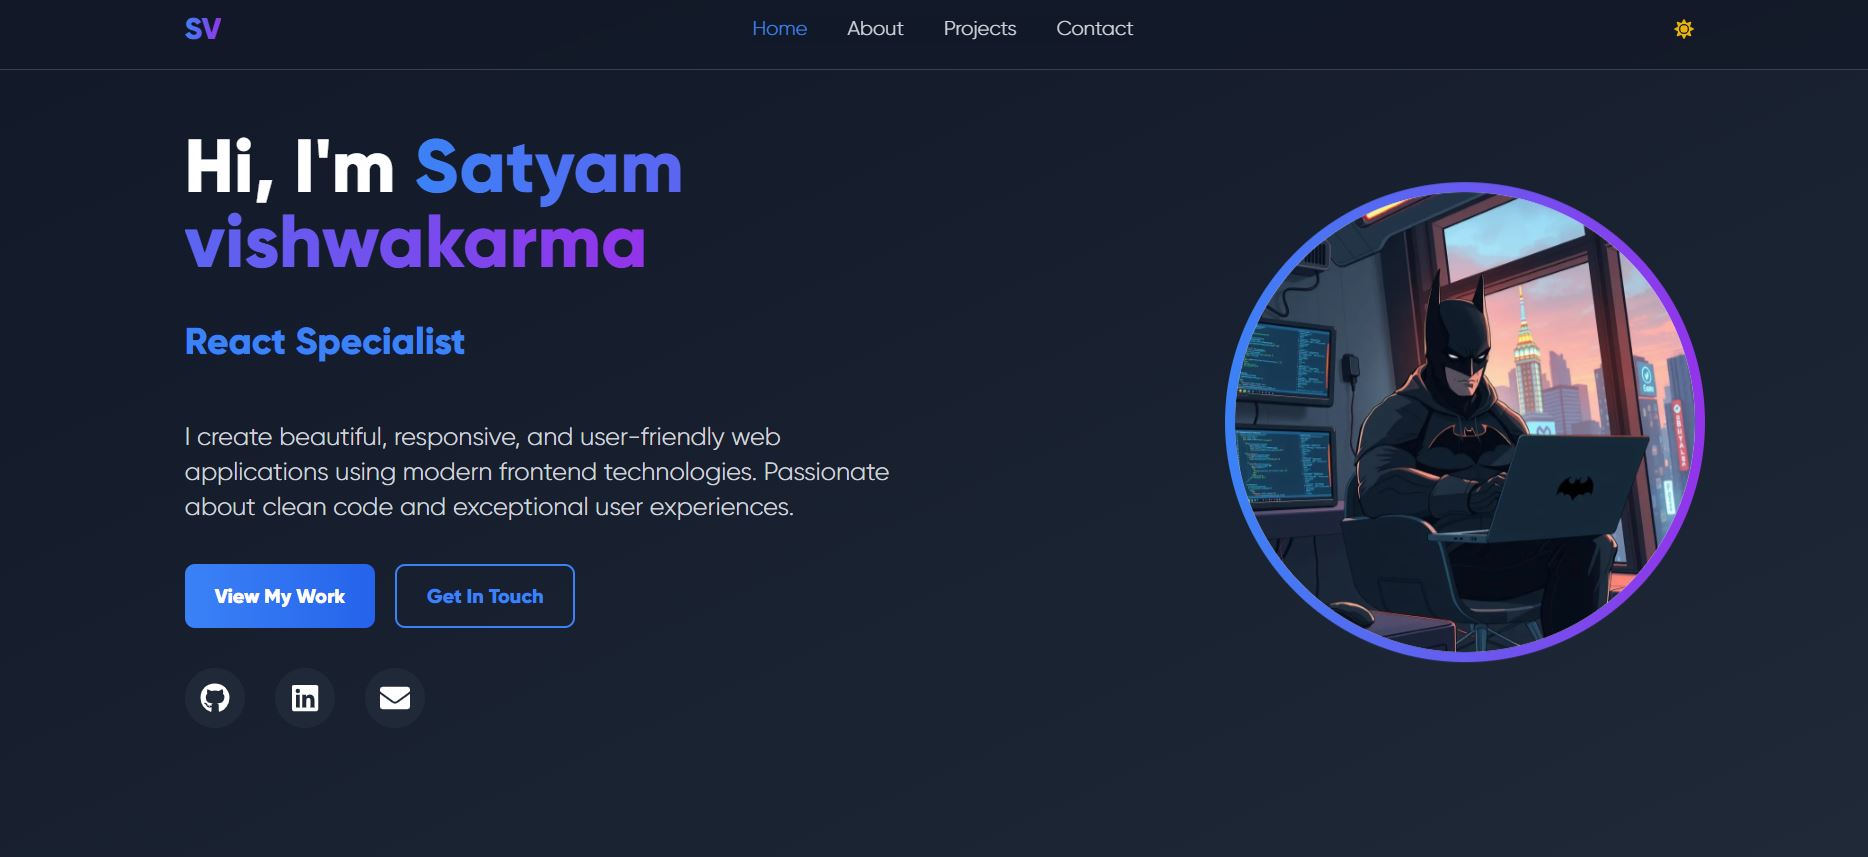 SV
Home About Projects Contact
Hi, I'm Satyam
vishwakarma
React Specialist
I create beautiful, responsive, and user-friendly web
applications using modern frontend technologies. Passionate
about clean code and exceptional user experiences.
View My Work Get In Touch
in